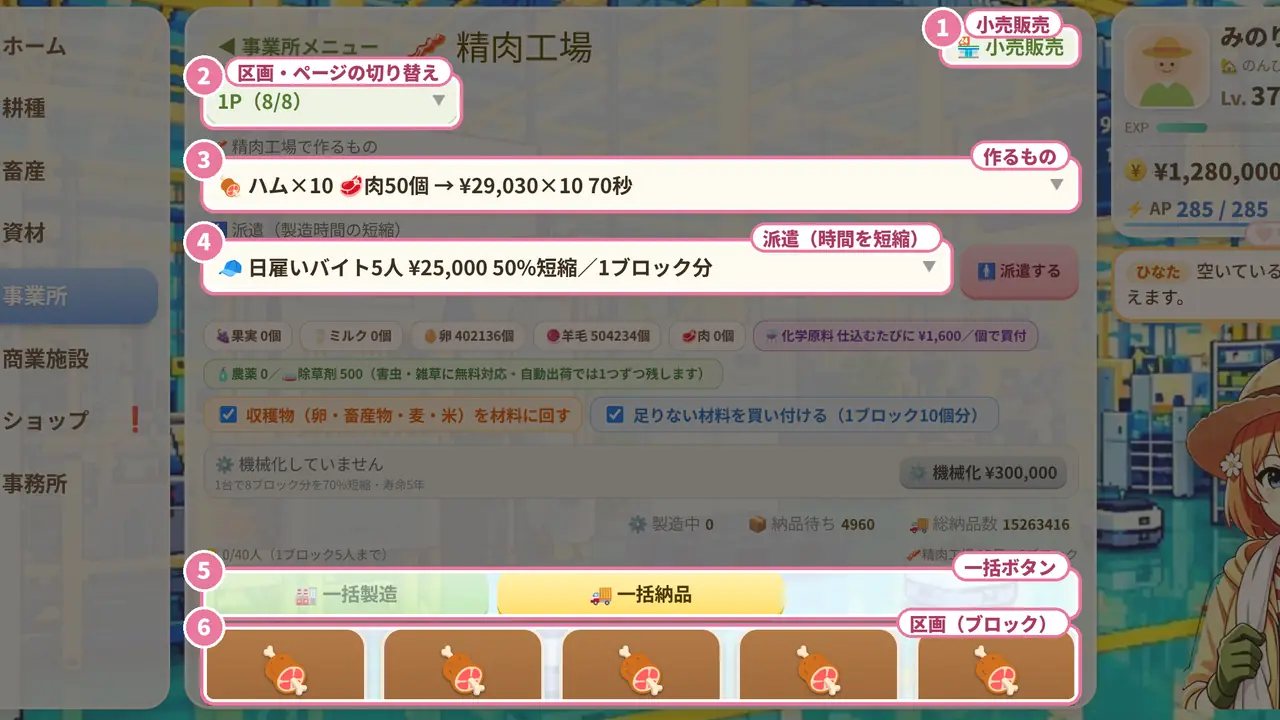 ホーム
耕種
畜産
資材
事業所
商業施設
ショップ ❗
事務所
◀ 事業所メニュー
精肉工場
1
小売販売
小売販売
2
区画・ページの切り替え
1P（8/8）▼
精肉工場で作るもの
3
作るもの
ハム×10 肉50個 → ¥29,030×10 70秒 ▼
派遣（製造時間の短縮）
4
派遣（時間を短縮）
日雇いバイト5人 ¥25,000 50%短縮／1ブロック分 ▼
派遣する
果実 0個
ミルク 0個
卵 402136個
羊毛 504234個
肉 0個
化学原料 仕込むたびに ¥1,600／個で買付
農薬 0／除草剤 500（害虫・雑草に無料対応・自動出荷では1つずつ残します）
収穫物（卵・畜産物・麦・米）を材料に回す
足りない材料を買い付ける（1ブロック10個分）
機械化していません
1台で8ブロック分を70%短縮・寿命5年
機械化 ¥300,000
製造中 0
納品待ち 4960
総納品数 15263416
0/40人（1ブロック5人まで）
5
一括ボタン
一括製造
一括納品
6
区画（ブロック）
みのり
のんび
Lv. 37
EXP
¥1,280,000
AP 285 / 285
ひなた 空いている
えます。